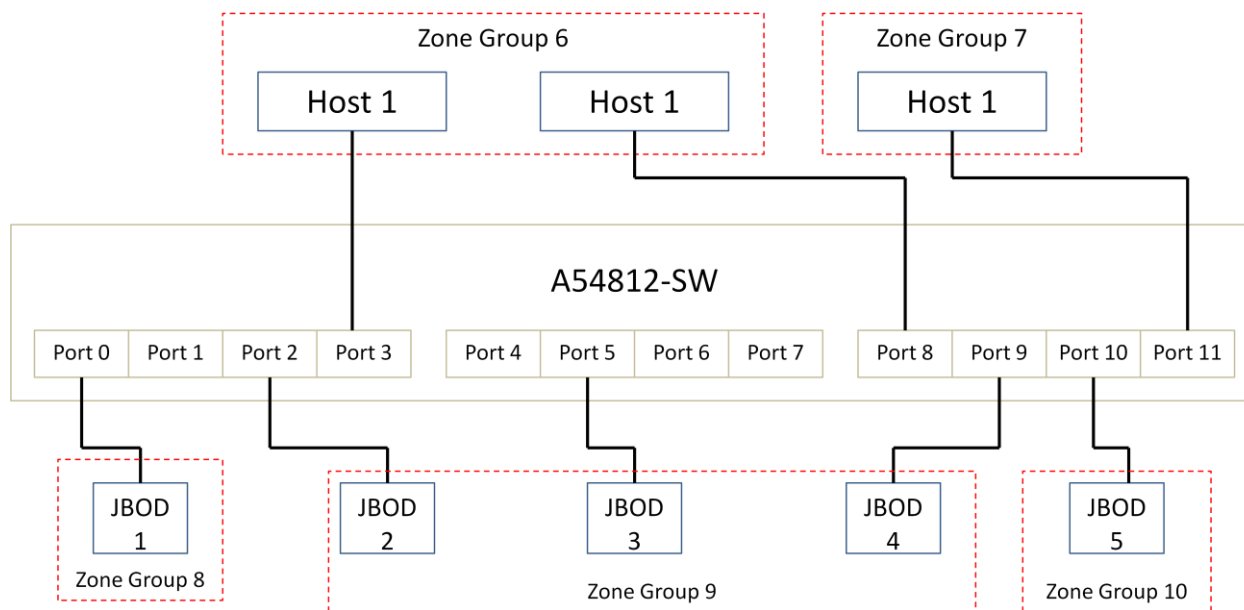 Zone Group 6
Zone Group 7
Host 1
Host 1
Host 1
A54812-SW
Port 0
Port 1
Port 2
Port 3
Port 4
Port 5
Port 6
Port 7
Port 8
Port 9
Port 10
Port 11
JBOD
1
JBOD
2
JBOD
3
JBOD
4
JBOD
5
Zone Group 8
Zone Group 9
Zone Group 10